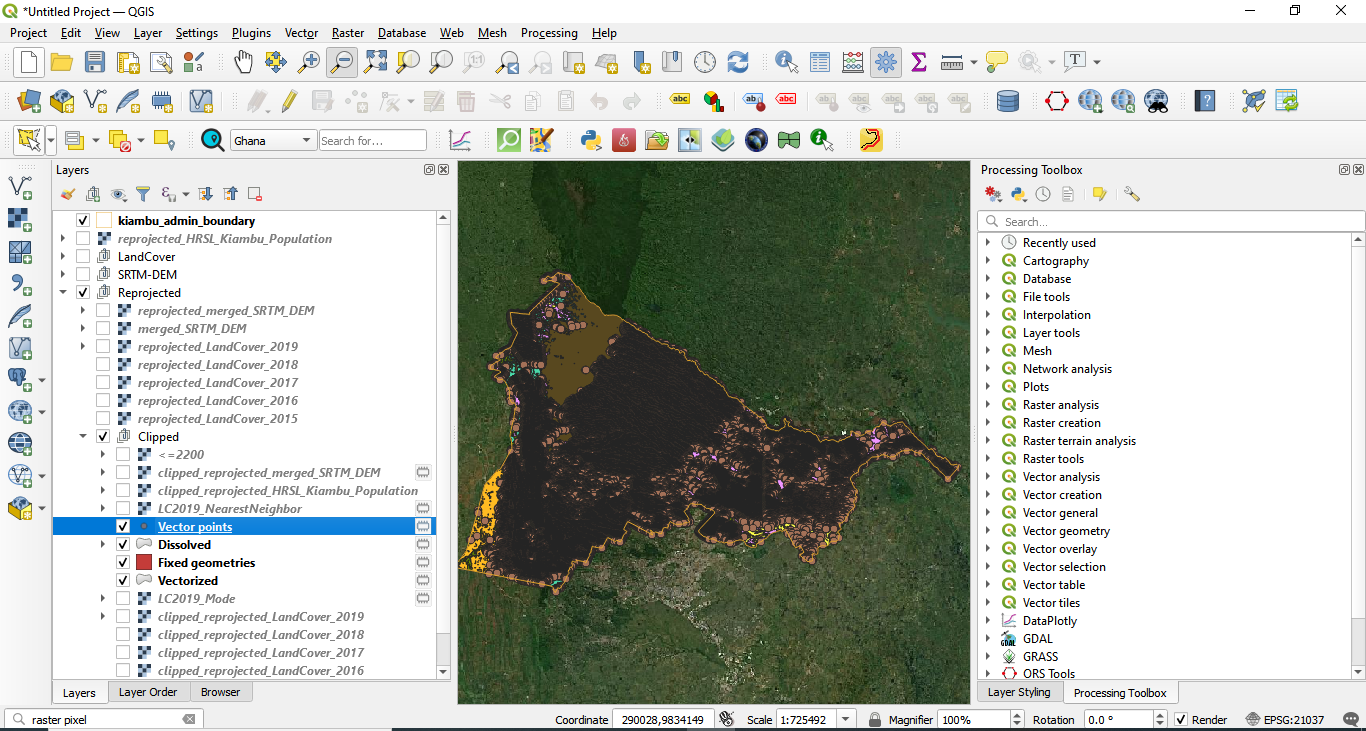 *Untitled Project — QGIS
Project Edit View Layer Settings Plugins Vector Raster Database Web Mesh Processing Help
abc abc abc
Ghana Search for...
Layers
Processing Toolbox
Search...
kiambu_admin_boundary
reprojected_HRSL_Kiambu_Population
LandCover
SRTM-DEM
Reprojected
reprojected_merged_SRTM_DEM
merged_SRTM_DEM
reprojected_LandCover_2019
reprojected_LandCover_2018
reprojected_LandCover_2017
reprojected_LandCover_2016
reprojected_LandCover_2015
Clipped
<=2200
clipped_reprojected_merged_SRTM_DEM
clipped_reprojected_HRSL_Kiambu_Population
LC2019_NearestNeighbor
Vector points
Dissolved
Fixed geometries
Vectorized
LC2019_Mode
clipped_reprojected_LandCover_2019
clipped_reprojected_LandCover_2018
clipped_reprojected_LandCover_2017
clipped_reprojected_LandCover_2016
Recently used
Cartography
Database
File tools
Interpolation
Layer tools
Mesh
Network analysis
Plots
Raster analysis
Raster creation
Raster terrain analysis
Raster tools
Vector analysis
Vector creation
Vector general
Vector geometry
Vector overlay
Vector selection
Vector table
Vector tiles
DataPlotly
GDAL
GRASS
ORS Tools
Layers Layer Order Browser
Layer Styling Processing Toolbox
raster pixel
Coordinate 290028,9834149 Scale 1:725492 Magnifier 100% Rotation 0.0 ° Render EPSG:21037